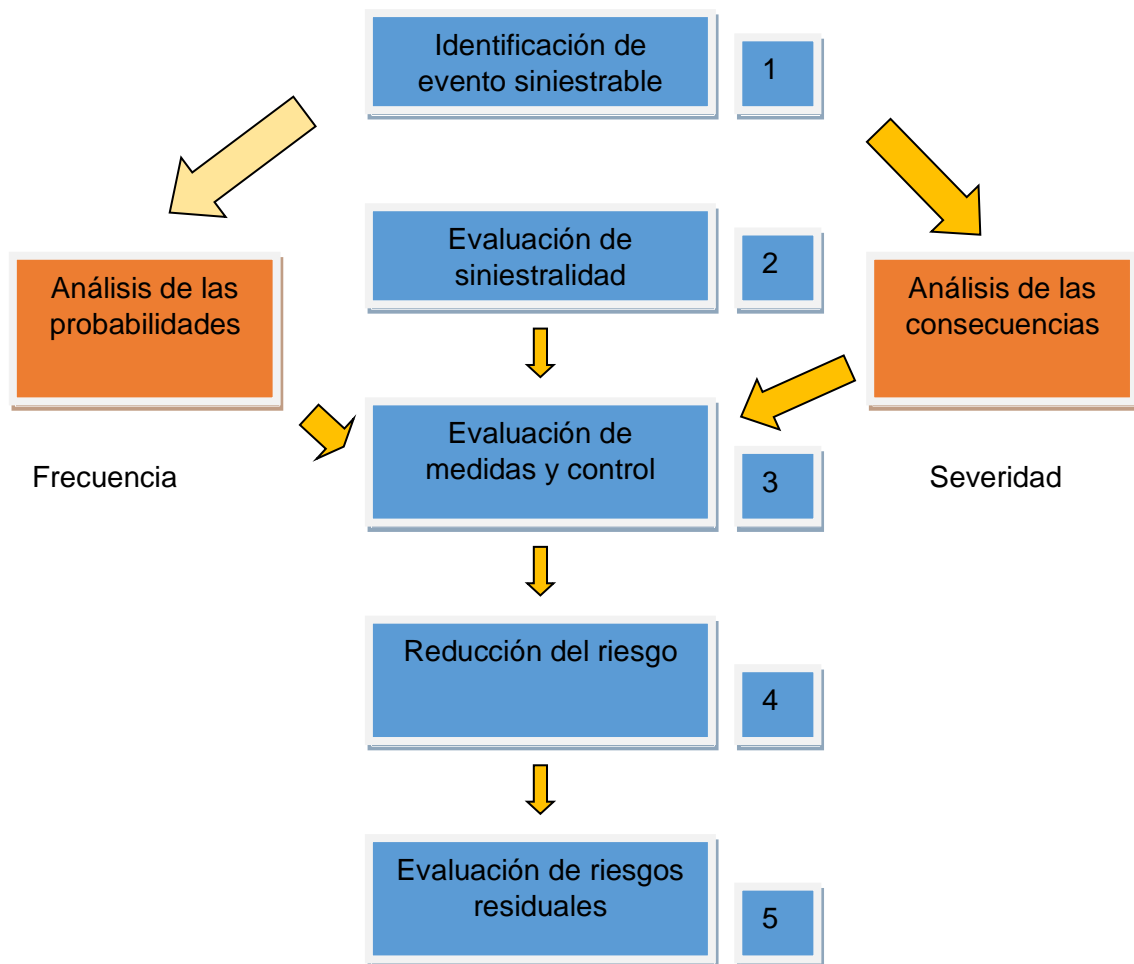 Identificación de
evento siniestrable
1
Evaluación de
siniestralidad
2
Análisis de las
probabilidades
Análisis de las
consecuencias
Evaluación de
medidas y control
3
Frecuencia
Severidad
Reducción del riesgo
4
Evaluación de riesgos
residuales
5